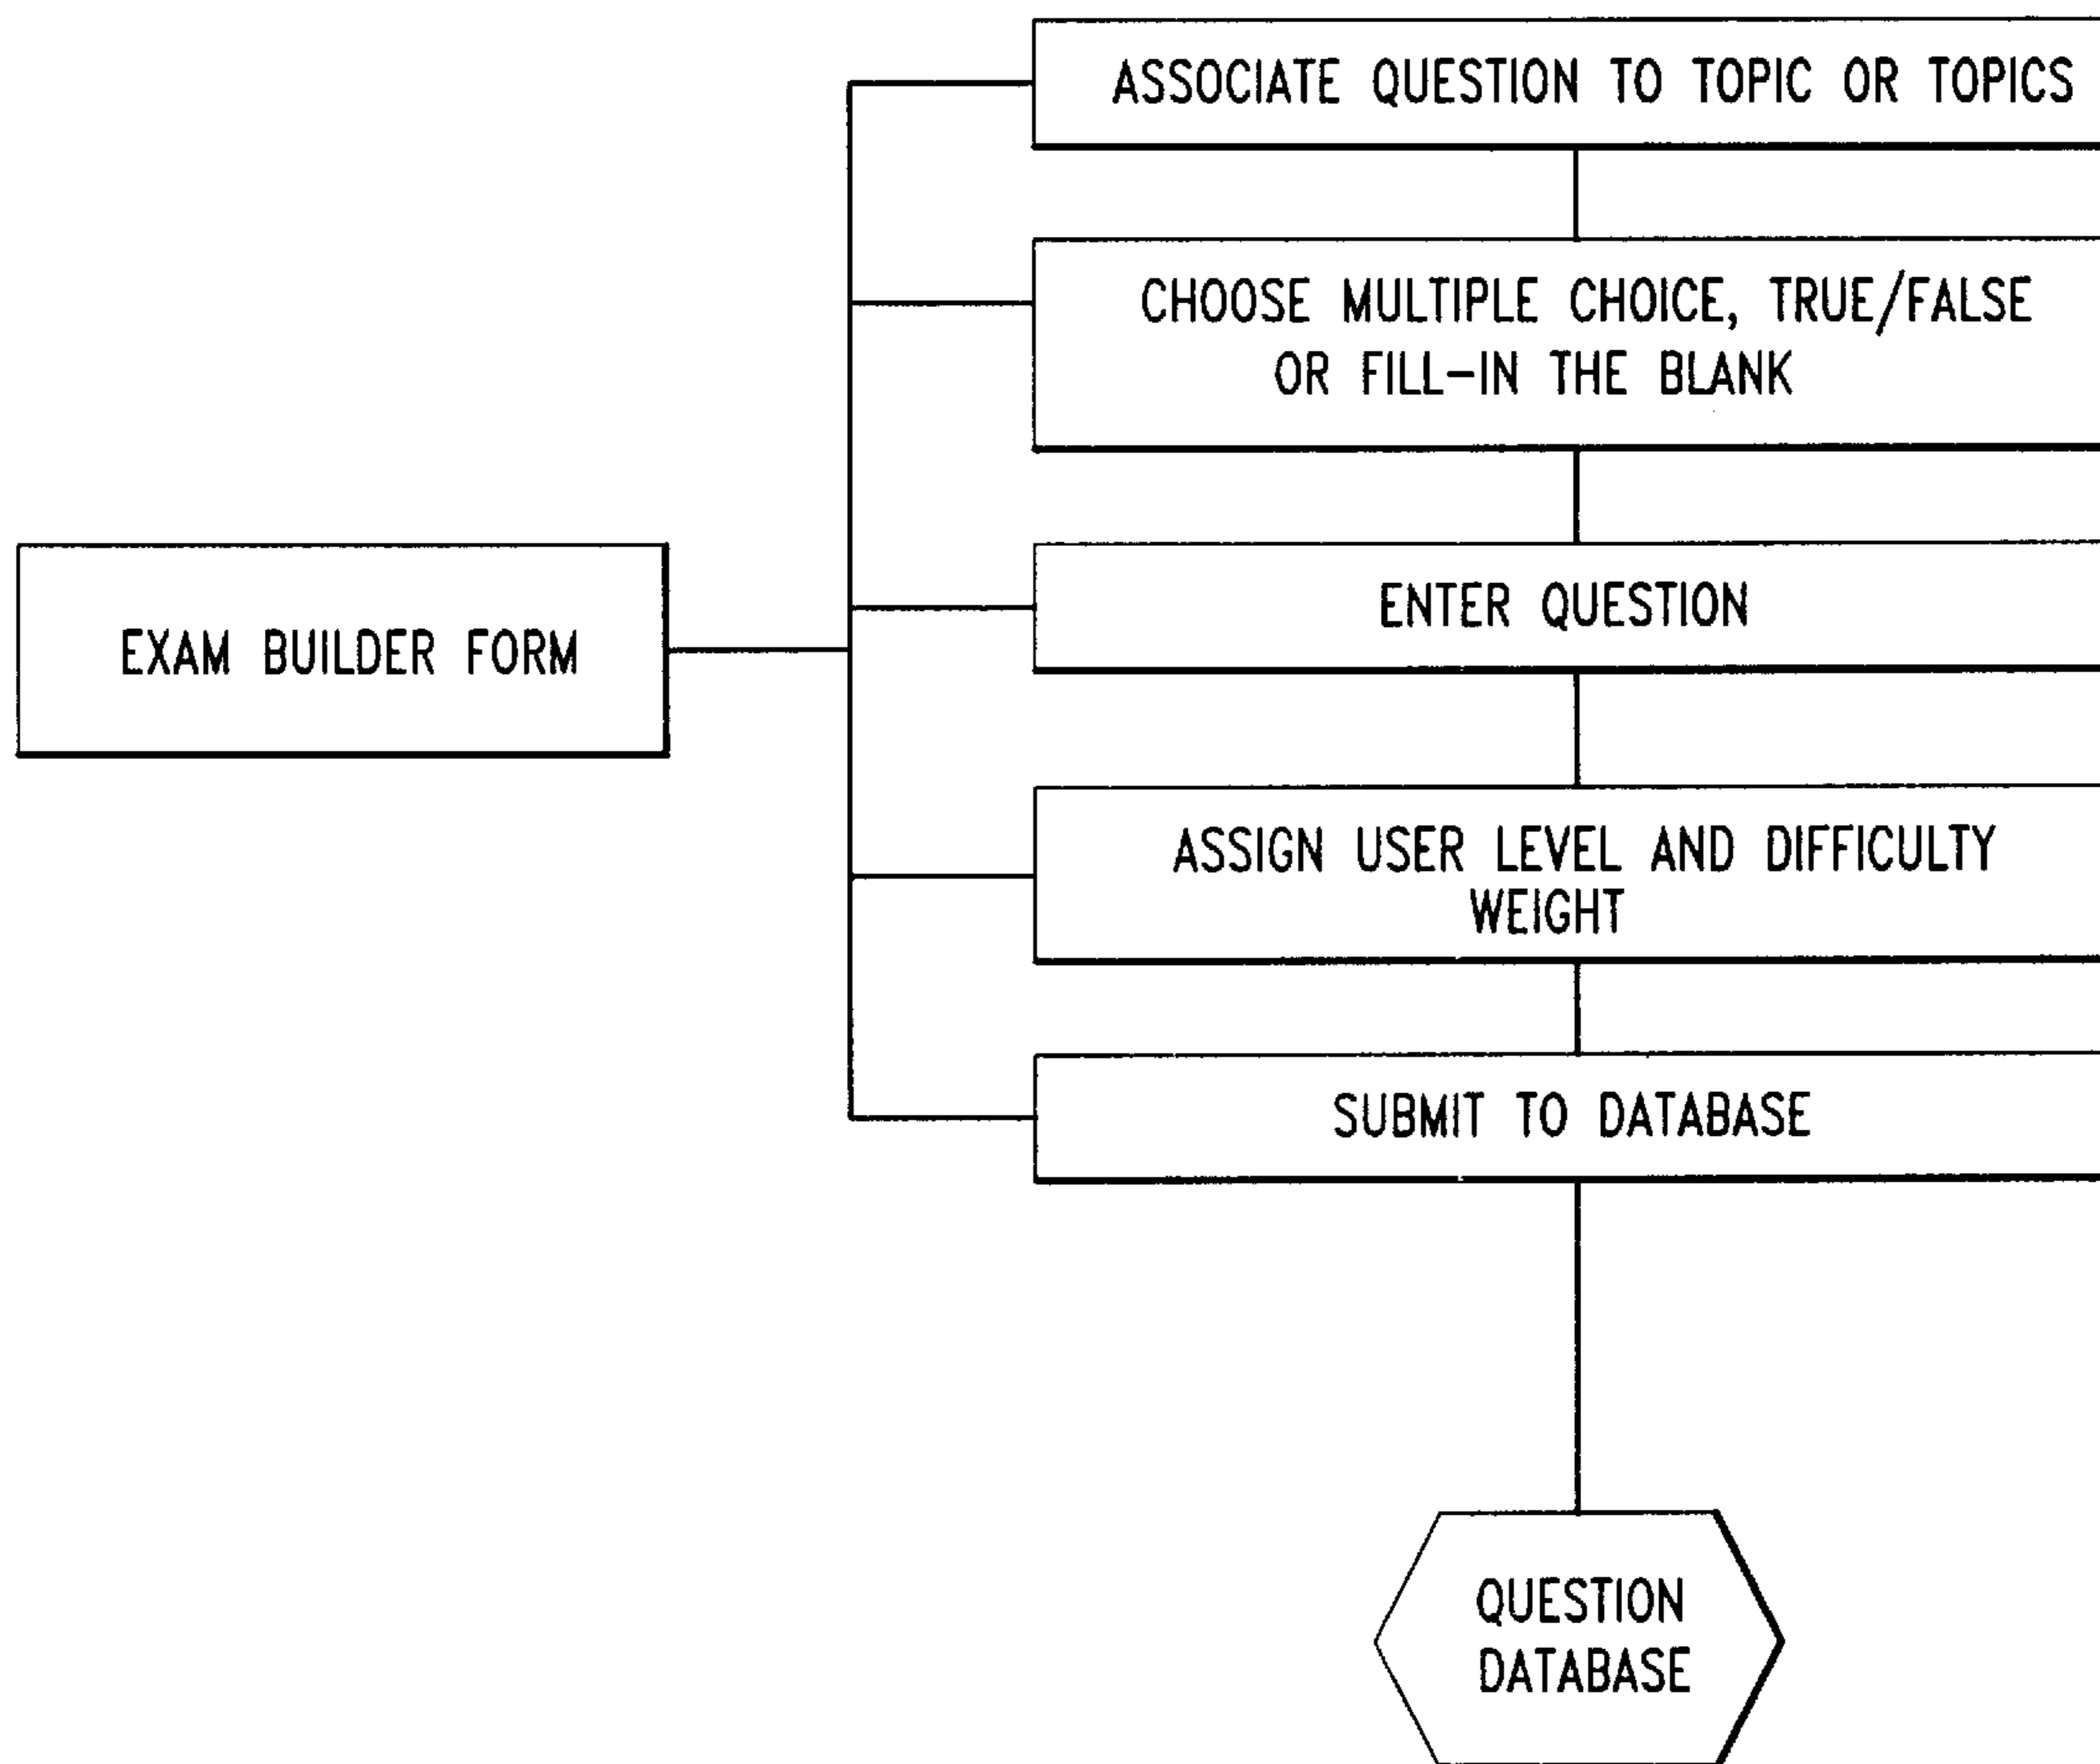 ASSOCIATE QUESTION TO TOPIC OR TOPICS
CHOOSE MULTIPLE CHOICE, TRUE/FALSE
OR FILL-IN THE BLANK
ENTER QUESTION
EXAM BUILDER FORM
ASSIGN USER LEVEL AND DIFFICULTY
WEIGHT
SUBMIT TO DATABASE
QUESTION
DATABASE